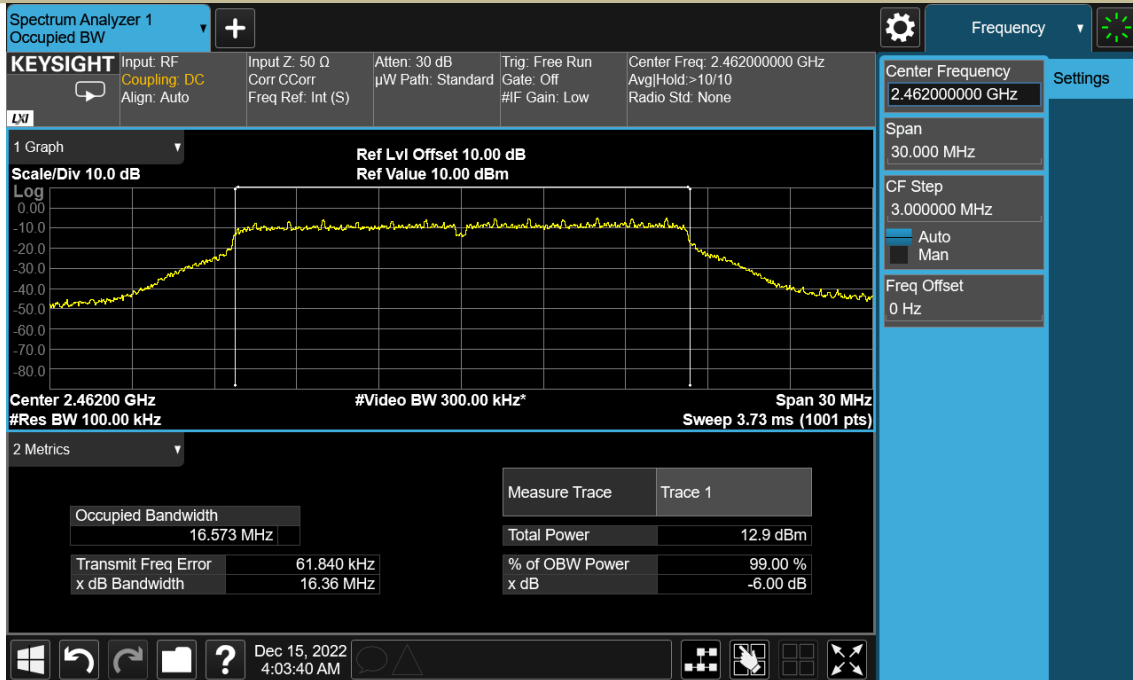 Spectrum Analyzer 1
Occupied BW
Frequency
KEYSIGHT
LXI
Input: RF
Coupling: DC
Align: Auto
Input Z: 50 Ω
Corr CCorr
Freq Ref: Int (S)
Atten: 30 dB
µW Path: Standard
Trig: Free Run
Gate: Off
#IF Gain: Low
Center Freq: 2.462000000 GHz
Avg|Hold:>10/10
Radio Std: None
Center Frequency
2.462000000 GHz
Settings
Span
30.000 MHz
CF Step
3.000000 MHz
Auto
Man
Freq Offset
0 Hz
1 Graph
Scale/Div 10.0 dB
Ref Lvl Offset 10.00 dB
Ref Value 10.00 dBm
Log
0.00
-10.0
-20.0
-30.0
-40.0
-50.0
-60.0
-70.0
-80.0
Center 2.46200 GHz
#Video BW 300.00 kHz*
Span 30 MHz
#Res BW 100.00 kHz
Sweep 3.73 ms (1001 pts)
2 Metrics
Measure Trace Trace 1
Occupied Bandwidth
16.573 MHz
Total Power 12.9 dBm
Transmit Freq Error 61.840 kHz
% of OBW Power 99.00 %
x dB Bandwidth 16.36 MHz
x dB -6.00 dB
Dec 15, 2022
4:03:40 AM